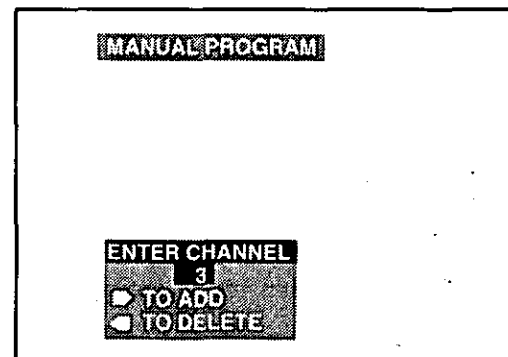 MANUAL PROGRAM
ENTER CHANNEL
3
TO ADD
TO DELETE